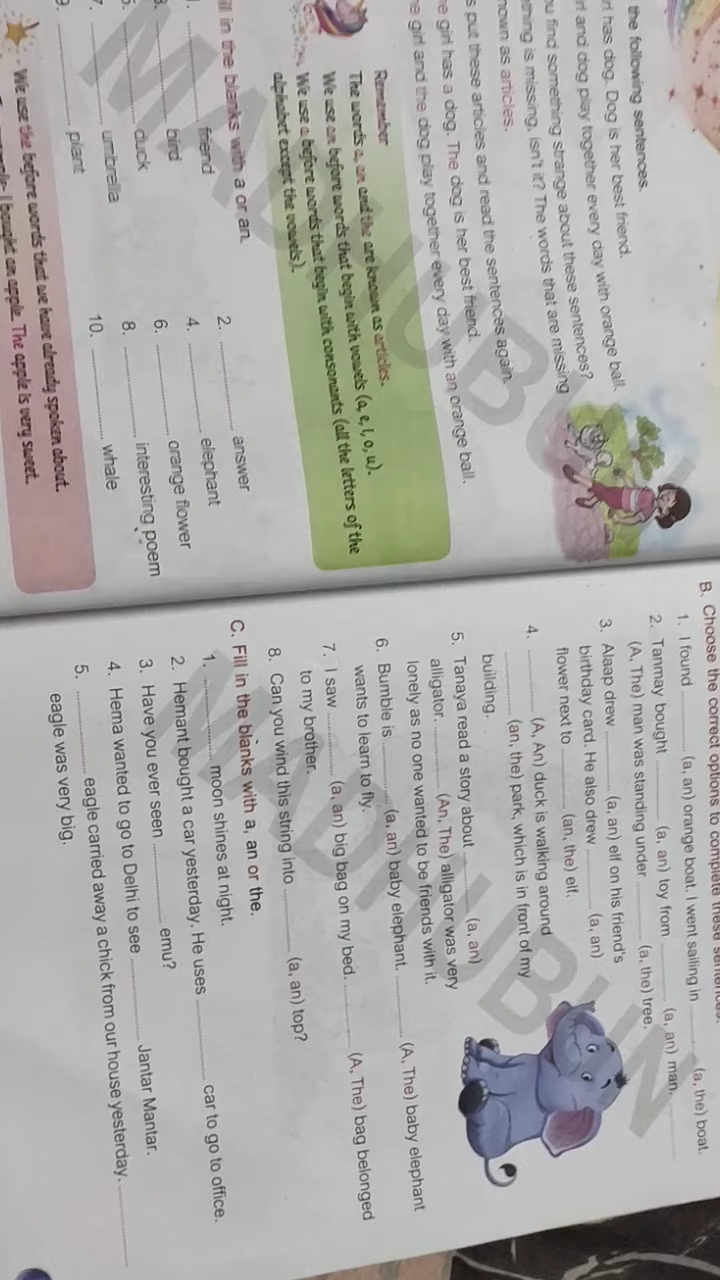 the following sentences.
has dog. Dog is her best friend.
and dog play together every day with orange ball.
find something strange about these sentences?
is missing, isn't it? The words that are missing
as articles.
put these articles and read the sentences again.
girl has a dog. The dog is her best friend.
girl and the dog play together every day with an orange ball.
Remember
The words a, an and the are known as articles.
We use an before words that begin with vowels (a, e, i, o, u).
We use a before words that begin with consonants (all the letters of the
alphabet except the vowels).
in the blanks with a or an.
friend
2. answer
bird
4. elephant
duck
6. orange flower
7. umbrella
8. interesting poem
9. plant
10. whale
We use the before words that we have already spoken about.
I bought an apple. The apple is very sweet.
B. Choose the correct options to complete these sentences.
1. I found (a, an) orange boat. I went sailing in (a, the) boat.
2. Tanmay bought (a, an) toy from (a, an) man.
(A, The) man was standing under (a, the) tree.
3. Alaap drew (a, an) elf on his friend's
birthday card. He also drew (a, an)
flower next to (an, the) elf.
4. (A, An) duck is walking around
(an, the) park, which is in front of my
building.
5. Tanaya read a story about (a, an)
alligator. (An, The) alligator was very
lonely as no one wanted to be friends with it.
6. Bumble is (a, an) baby elephant. (A, The) baby elephant
wants to learn to fly.
7. I saw (a, an) big bag on my bed. (A, The) bag belonged
to my brother.
8. Can you wind this string into (a, an) top?
C. Fill in the blanks with a, an or the.
1. moon shines at night.
2. Hemant bought a car yesterday. He uses car to go to office.
3. Have you ever seen emu?
4. Hema wanted to go to Delhi to see Jantar Mantar.
5. eagle carried away a chick from our house yesterday.
eagle was very big.
MADHUBUN
MADHUBUN